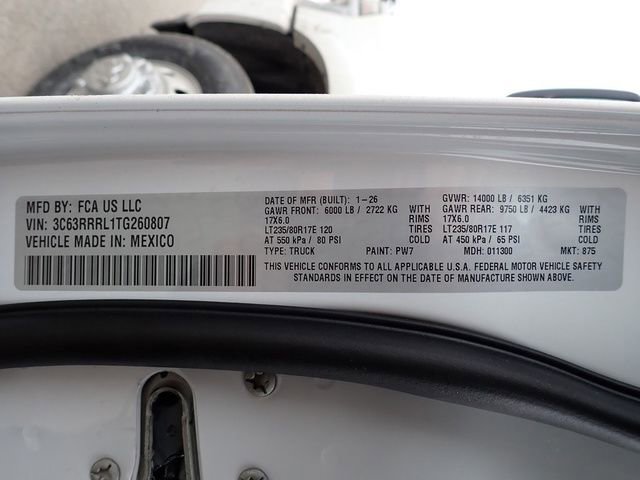 MFD BY: FCA US LLC
VIN: 3C63RRRL1TG260807
VEHICLE MADE IN: MEXICO
DATE OF MFR (BUILT): 1-26
GAWR FRONT: 6000 LB / 2722 KG WITH
17X6.0 RIMS
LT235/80R17E 120 TIRES
AT 550 kPa / 80 PSI COLD
TYPE: TRUCK PAINT: PW7
GVWR: 14000 LB / 6351 KG
GAWR REAR: 9750 LB / 4423 KG WITH
17X6.0 RIMS
LT235/80R17E 117 TIRES
AT 450 kPa / 65 PSI COLD
MDH: 011300 MKT: 875
THIS VEHICLE CONFORMS TO ALL APPLICABLE U.S.A. FEDERAL MOTOR VEHICLE SAFETY
STANDARDS IN EFFECT ON THE DATE OF MANUFACTURE SHOWN ABOVE.